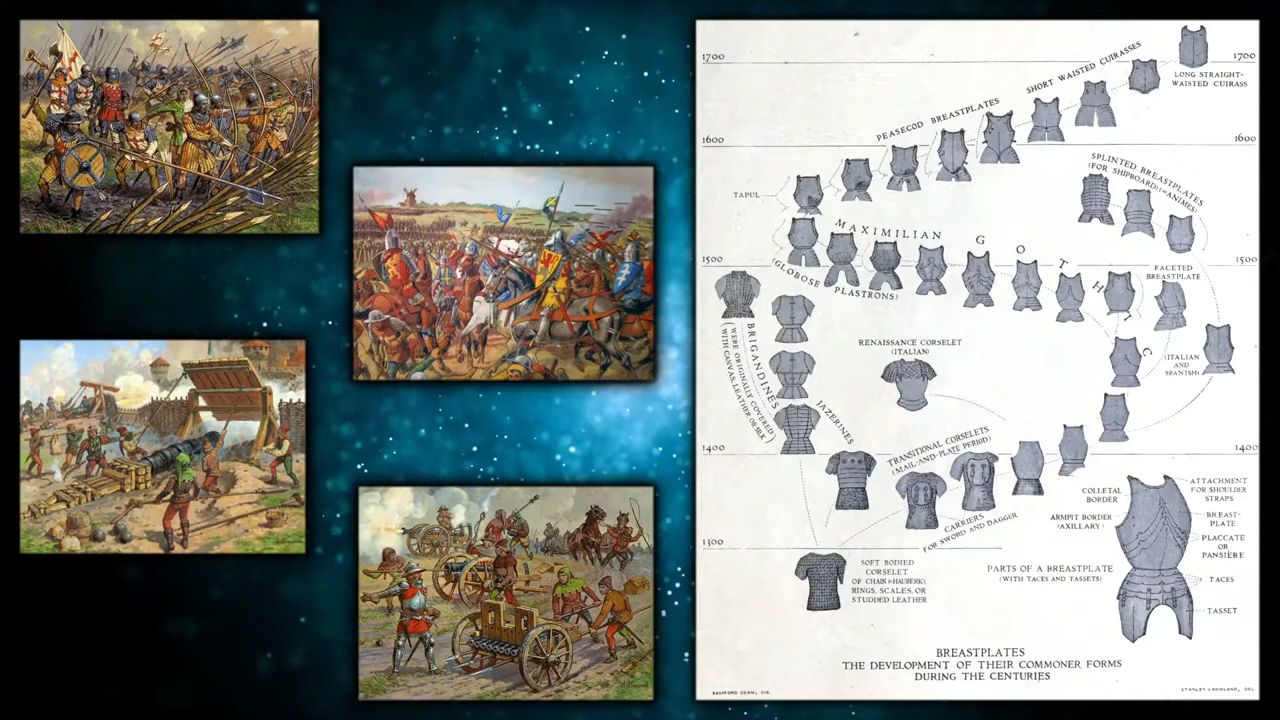 1700
1700
SHORT WAISTED CUIRASSES
LONG STRAIGHT-
WAISTED CUIRASS
PEASECOD BREASTPLATES
1600
1600
SPLINTED BREASTPLATES
(FOR SHIPBOARD)
TAPUL
MAXIMILIAN
GOTHIC
1500
1500
(GLOBOSE PLASTRONS)
FACETED
BREASTPLATE
(ITALIAN
AND
SPANISH)
BRIGANDINES
(WERE ORIGINALLY COVERED
WITH CANVAS, LEATHER OR SILK)
RENAISSANCE CORSELET
(ITALIAN)
JAZERINES
TRANSITIONAL CORSELETS
(MAIL-AND-PLATE PERIOD)
1400
1400
CARRIERS
FOR SWORD AND DAGGER
COLLETAL
BORDER
ARMPIT BORDER
(AXILLARY)
ATTACHMENT
FOR SHOULDER
STRAPS
BREAST-
PLATE
PLACCATE
OR
PANSIÈRE
TACES
TASSET
1300
SOFT BODIED
CORSELET
OF CHAIN (=HAUBERK),
RINGS, SCALES, OR
STUDDED LEATHER
PARTS OF A BREASTPLATE
(WITH TACES AND TASSETS)
BREASTPLATES
THE DEVELOPMENT OF THEIR COMMONER FORMS
DURING THE CENTURIES
BASHFORD DEAN, DIR.
STANLEY J. ROWLAND, DEL.